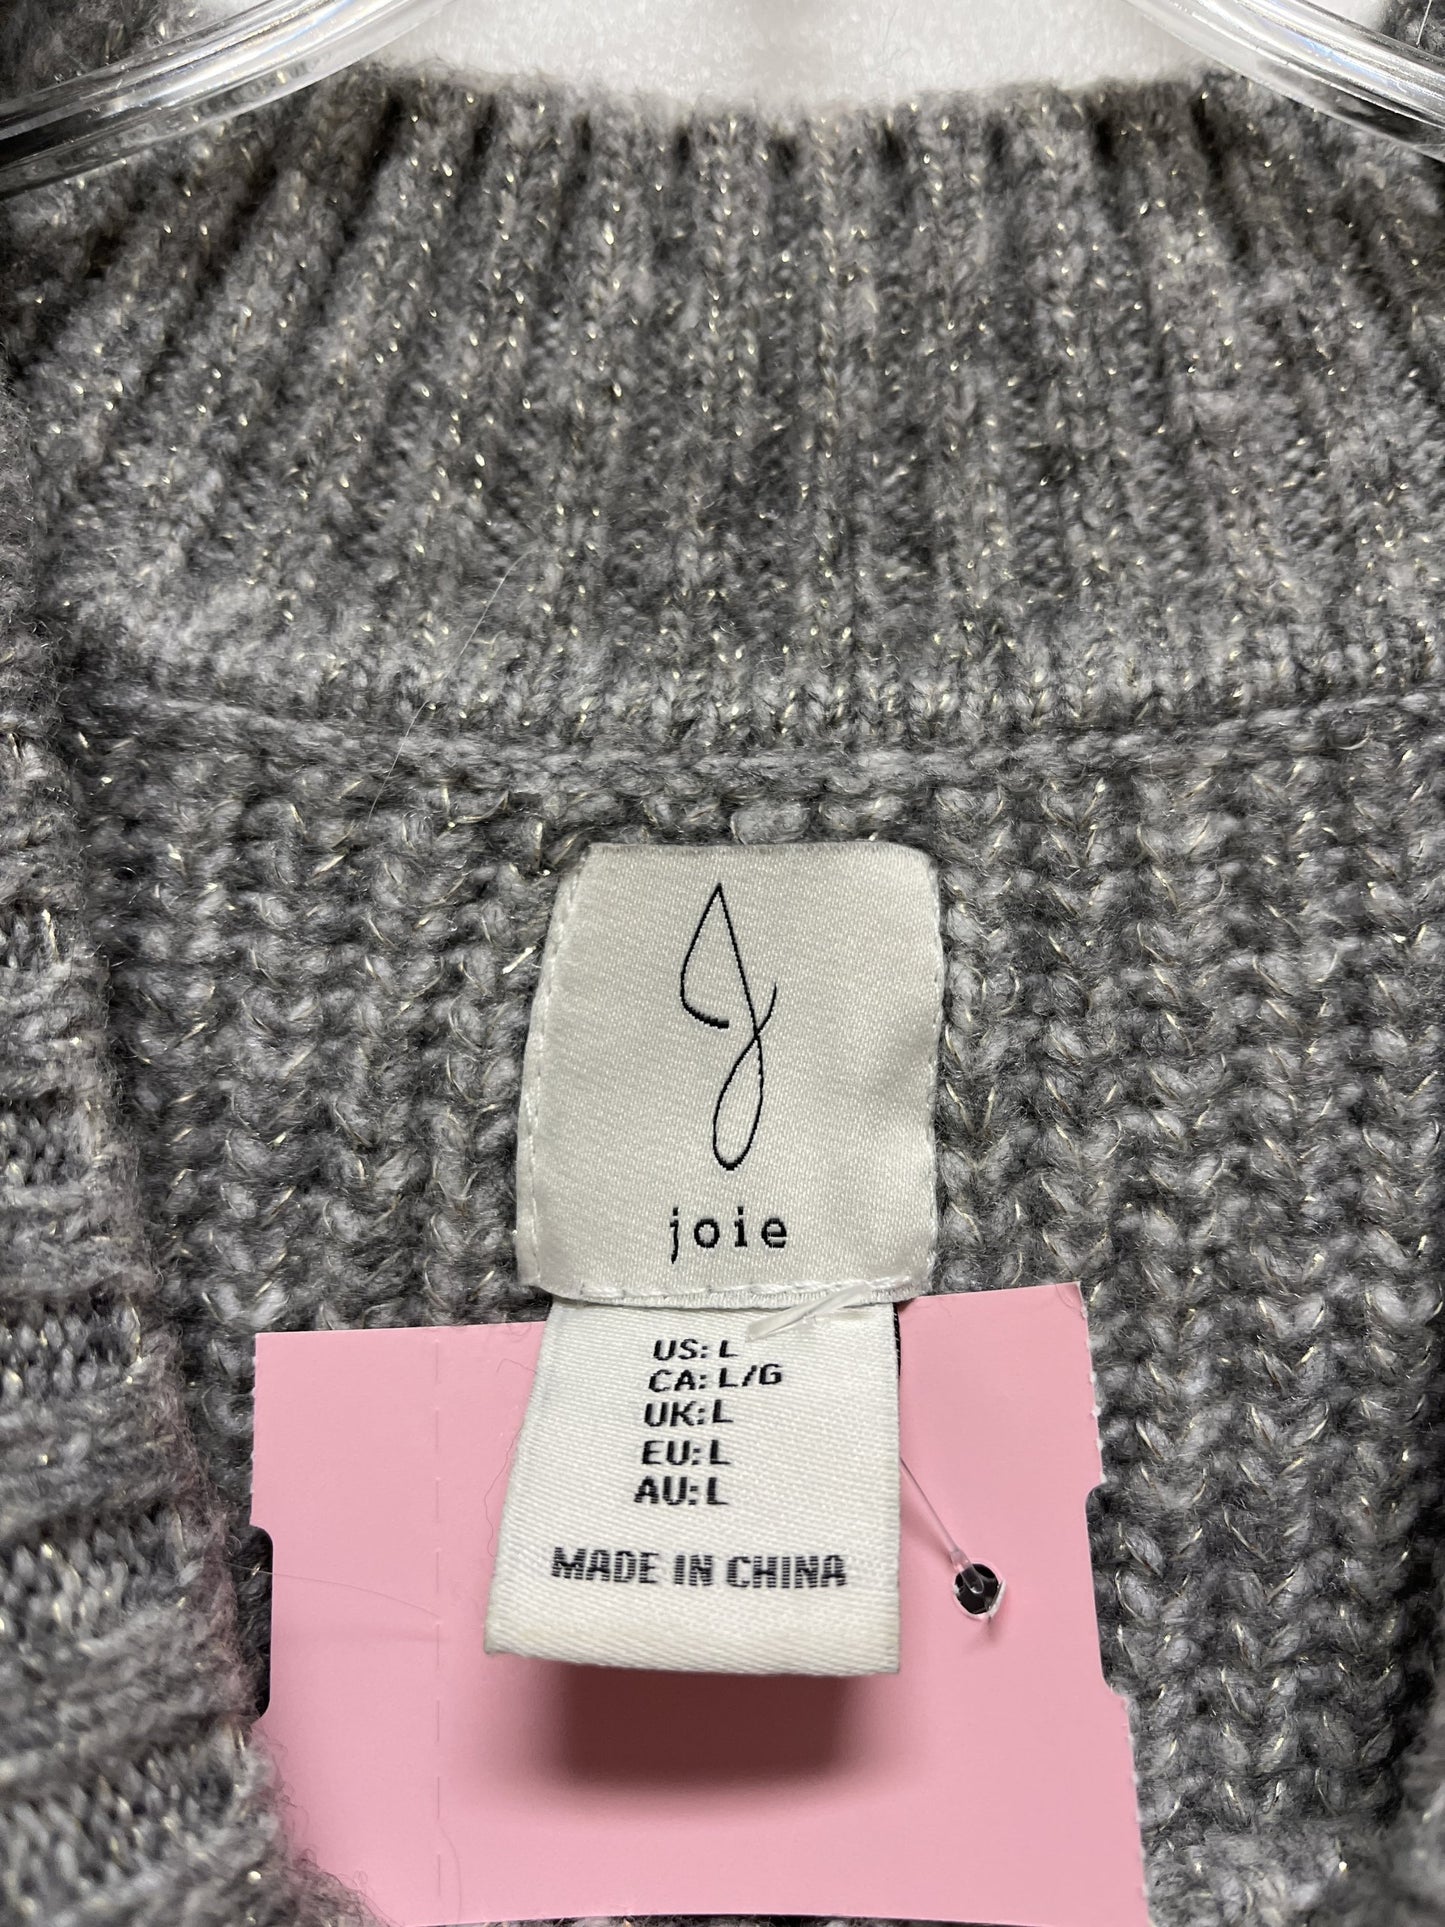 joie
US: L
CA: L/G
UK: L
EU: L
AU: L
MADE IN CHINA